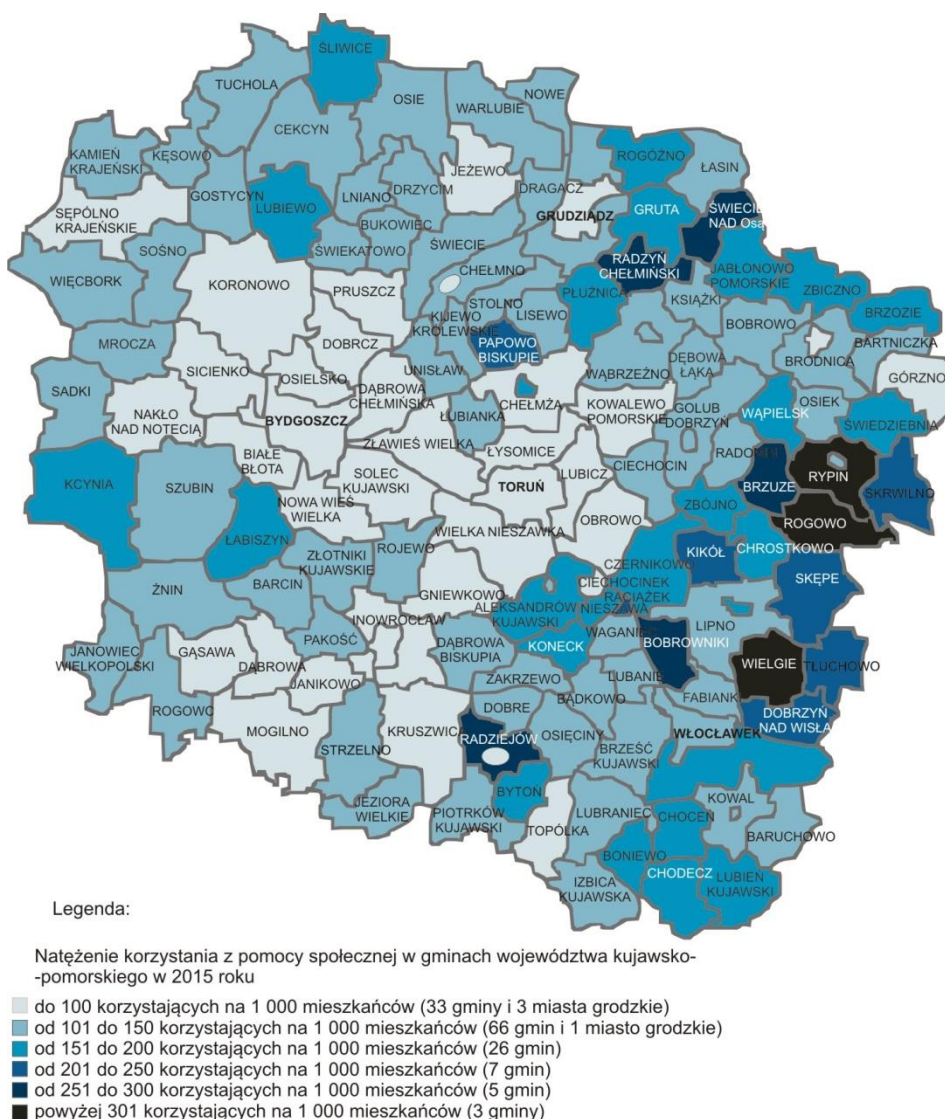 ŚLIWICE
TUCHOLA
OSIE
NOWE
WARLUBIE
CEKCYN
KAMIEŃ
KRAJEŃSKI
KĘSOWO
JEŻEWO
ROGÓŹNO
ŁASIN
GOSTYCYN
LUBIEWO
LNIANO
DRZYCIM
DRAGACZ
GRUDZIĄDZ
GRUTA
ŚWIECIE
NAD Osą
SĘPÓLNO
KRAJEŃSKIE
BUKOWIEC
ŚWIEKATOWO
ŚWIECIE
SOŚNO
WIĘCBORK
KORONOWO
PRUSZCZ
CHEŁMNO
RADZYŃ
CHEŁMIŃSKI
JABŁONOWO
POMORSKIE
ZBICZNO
PŁUŻNICA
STOLNO
LISEWO
KSIĄŻKI
BRZOZIE
KIJEWO
KRÓLEWSKIE
BOBROWO
BARTNICZKA
MROCZA
DOBRCZ
PAPOWO
BISKUPIE
BRODNICA
SICIENKO
OSIELSKO
DĄBROWA
CHEŁMIŃSKA
UNISŁAW
WĄBRZEŹNO
DĘBOWA
ŁĄKA
GÓRZNO
SADKI
NAKŁO
NAD NOTECIĄ
BYDGOSZCZ
ŁUBIANKA
CHEŁMŻA
KOWALEWO
POMORSKIE
GOLUB
DOBRZYŃ
WĄPIELSK
OSIEK
ŚWIEDZIEBNIA
ZŁAWIEŚ WIELKA
ŁYSOMICE
BIAŁE
BŁOTA
CIECHOCIN
RADOMIN
KCYNIA
SZUBIN
SOLEC
KUJAWSKI
TORUŃ
LUBICZ
BRZUZE
RYPIN
SKRWILNO
NOWA WIEŚ
WIELKA
ZBÓJNO
OBROWO
ROGOWO
ŁABISZYN
WIELKA NIESZAWKA
ROJEWO
ZŁOTNIKI
KUJAWSKIE
KIKÓŁ
CHROSTKOWO
CZERNIKOWO
SKĘPE
ŻNIN
BARCIN
GNIEWKOWO
CIECHOCINEK
RACIĄŻEK
NIESZAWA
ALEKSANDRÓW
KUJAWSKI
INOWROCŁAW
LIPNO
WAGANIEC
PAKOŚĆ
DĄBROWA
BISKUPIA
KONECK
BOBROWNIKI
JANOWIEC
WIELKOPOLSKI
GĄSAWA
DĄBROWA
WIELGIE
TŁUCHOWO
JANIKOWO
ZAKRZEWO
LUBANIE
BĄDKOWO
FABIANK
ROGOWO
DOBRE
DOBRZYŃ
NAD WISŁĄ
MOGILNO
KRUSZWICA
RADZIEJÓW
OSIĘCINY
WŁOCŁAWEK
STRZELNO
BRZEŚĆ
KUJAWSKI
BYTOŃ
KOWAL
JEZIORA
WIELKIE
PIOTRKÓW
KUJAWSKI
LUBRANIEC
CHOCEŃ
TOPÓLKA
BARUCHOWO
BONIEWO
IZBICA
KUJAWSKA
CHODECZ
LUBIEŃ
KUJAWSKI
Legenda:
Natężenie korzystania z pomocy społecznej w gminach województwa kujawsko-
-pomorskiego w 2015 roku
do 100 korzystających na 1 000 mieszkańców (33 gminy i 3 miasta grodzkie)
od 101 do 150 korzystających na 1 000 mieszkańców (66 gmin i 1 miasto grodzkie)
od 151 do 200 korzystających na 1 000 mieszkańców (26 gmin)
od 201 do 250 korzystających na 1 000 mieszkańców (7 gmin)
od 251 do 300 korzystających na 1 000 mieszkańców (5 gmin)
powyżej 301 korzystających na 1 000 mieszkańców (3 gminy)